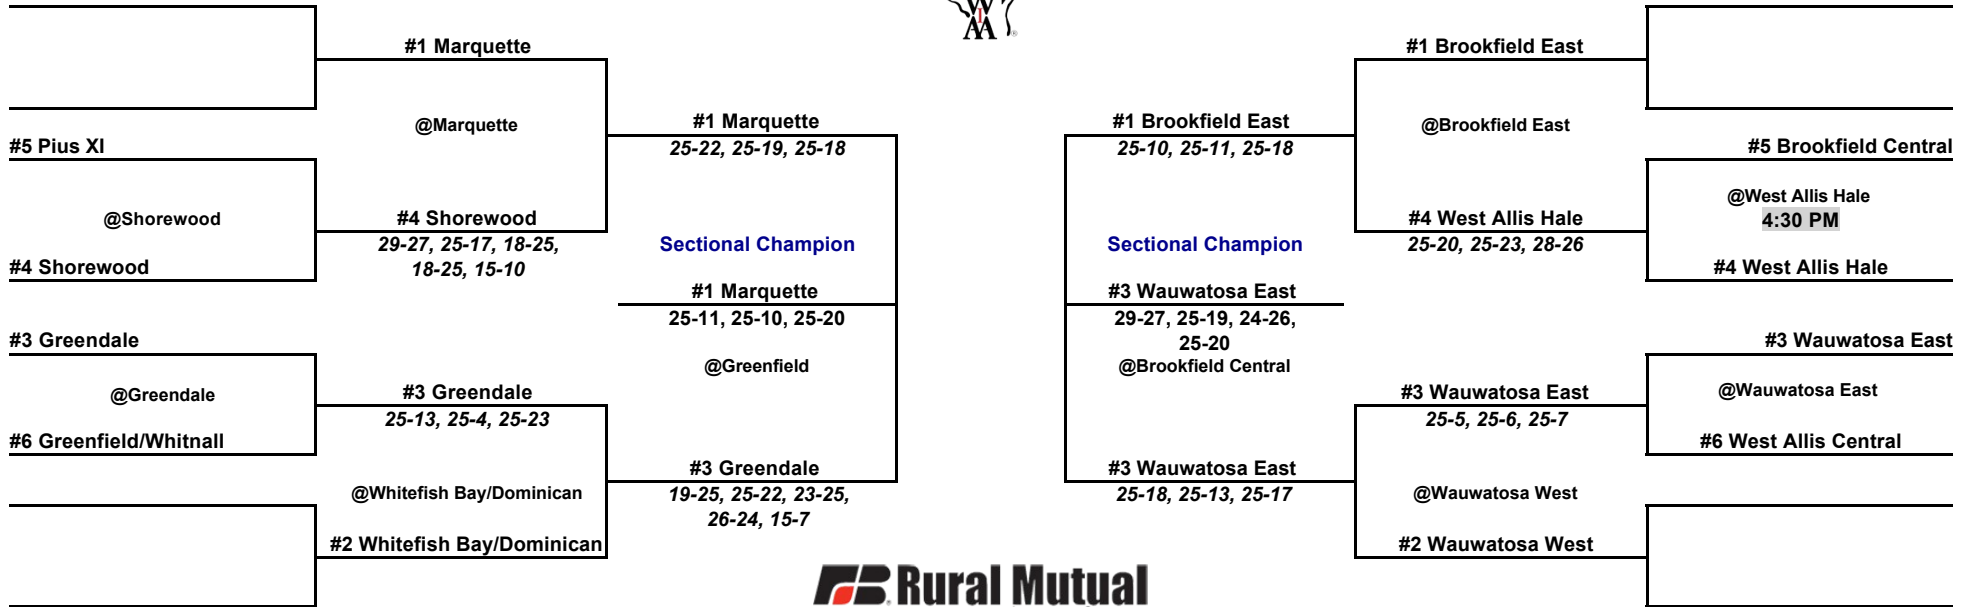 WIAA
#1 Marquette
@Marquette
#5 Pius XI
@Shorewood
#4 Shorewood
#4 Shorewood
29-27, 25-17, 18-25,
18-25, 15-10
#1 Marquette
25-22, 25-19, 25-18
Sectional Champion
#1 Marquette
25-11, 25-10, 25-20
@Greenfield
#3 Greendale
@Greendale
#6 Greenfield/Whitnall
#3 Greendale
25-13, 25-4, 25-23
@Whitefish Bay/Dominican
#2 Whitefish Bay/Dominican
#3 Greendale
19-25, 25-22, 23-25,
26-24, 15-7
#1 Brookfield East
25-10, 25-11, 25-18
Sectional Champion
#3 Wauwatosa East
29-27, 25-19, 24-26,
25-20
@Brookfield Central
#3 Wauwatosa East
25-18, 25-13, 25-17
#1 Brookfield East
@Brookfield East
#4 West Allis Hale
25-20, 25-23, 28-26
#3 Wauwatosa East
25-5, 25-6, 25-7
@Wauwatosa West
#2 Wauwatosa West
#5 Brookfield Central
@West Allis Hale
4:30 PM
#4 West Allis Hale
#3 Wauwatosa East
@Wauwatosa East
#6 West Allis Central
Rural Mutual